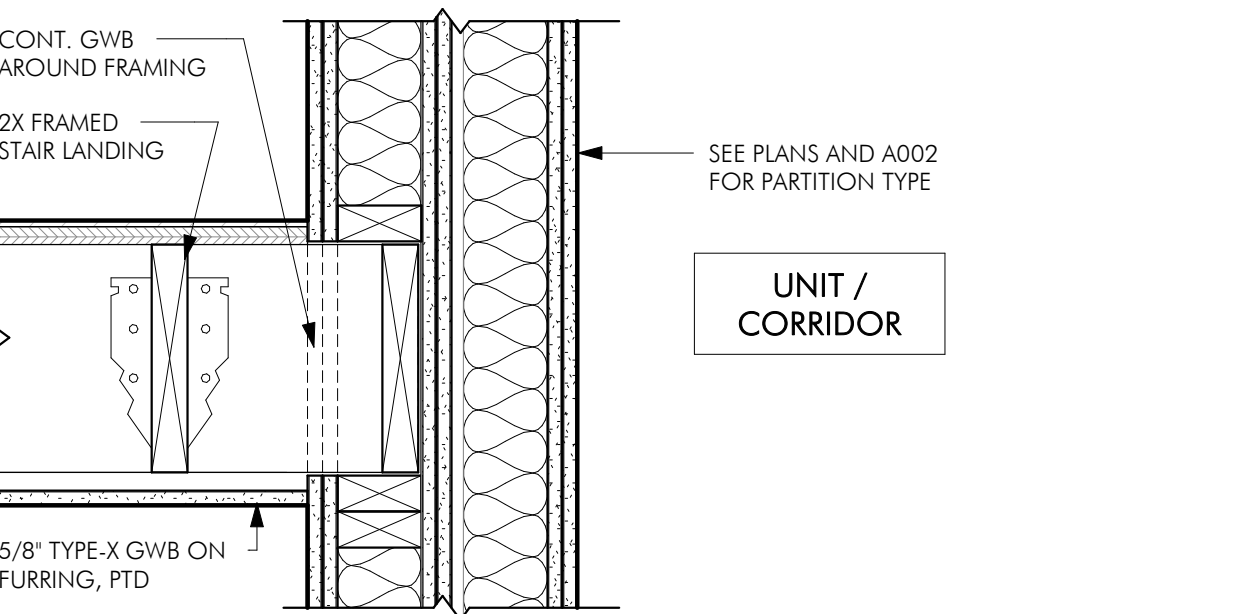 CONT. GWB
AROUND FRAMING
2X FRAMED
STAIR LANDING
SEE PLANS AND A002
FOR PARTITION TYPE
UNIT /
CORRIDOR
5/8" TYPE-X GWB ON
FURRING, PTD